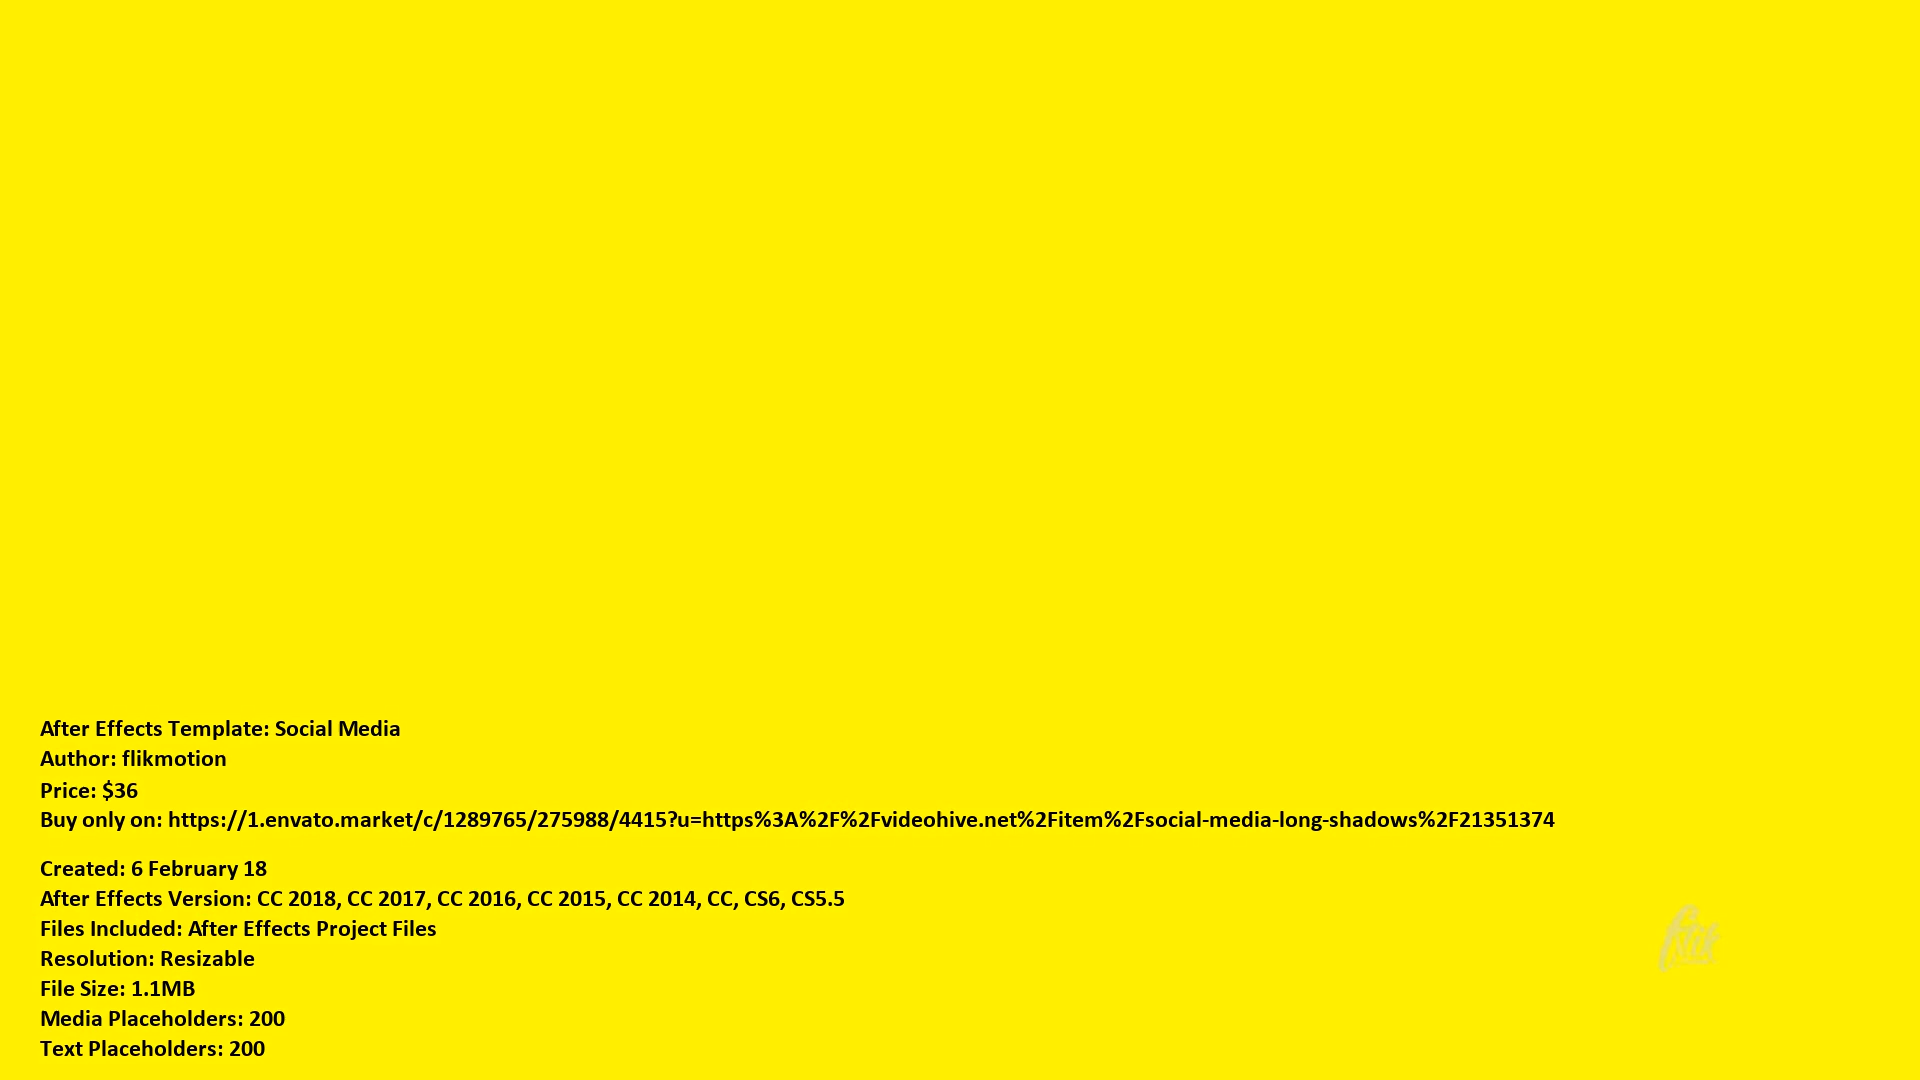 After Effects Template: Social Media
Author: flikmotion
Price: $36
Buy only on: https://1.envato.market/c/1289765/275988/4415?u=https%3A%2F%2Fvideohive.net%2Fitem%2Fsocial-media-long-shadows%2F21351374
Created: 6 February 18
After Effects Version: CC 2018, CC 2017, CC 2016, CC 2015, CC 2014, CC, CS6, CS5.5
Files Included: After Effects Project Files
Resolution: Resizable
File Size: 1.1MB
Media Placeholders: 200
Text Placeholders: 200